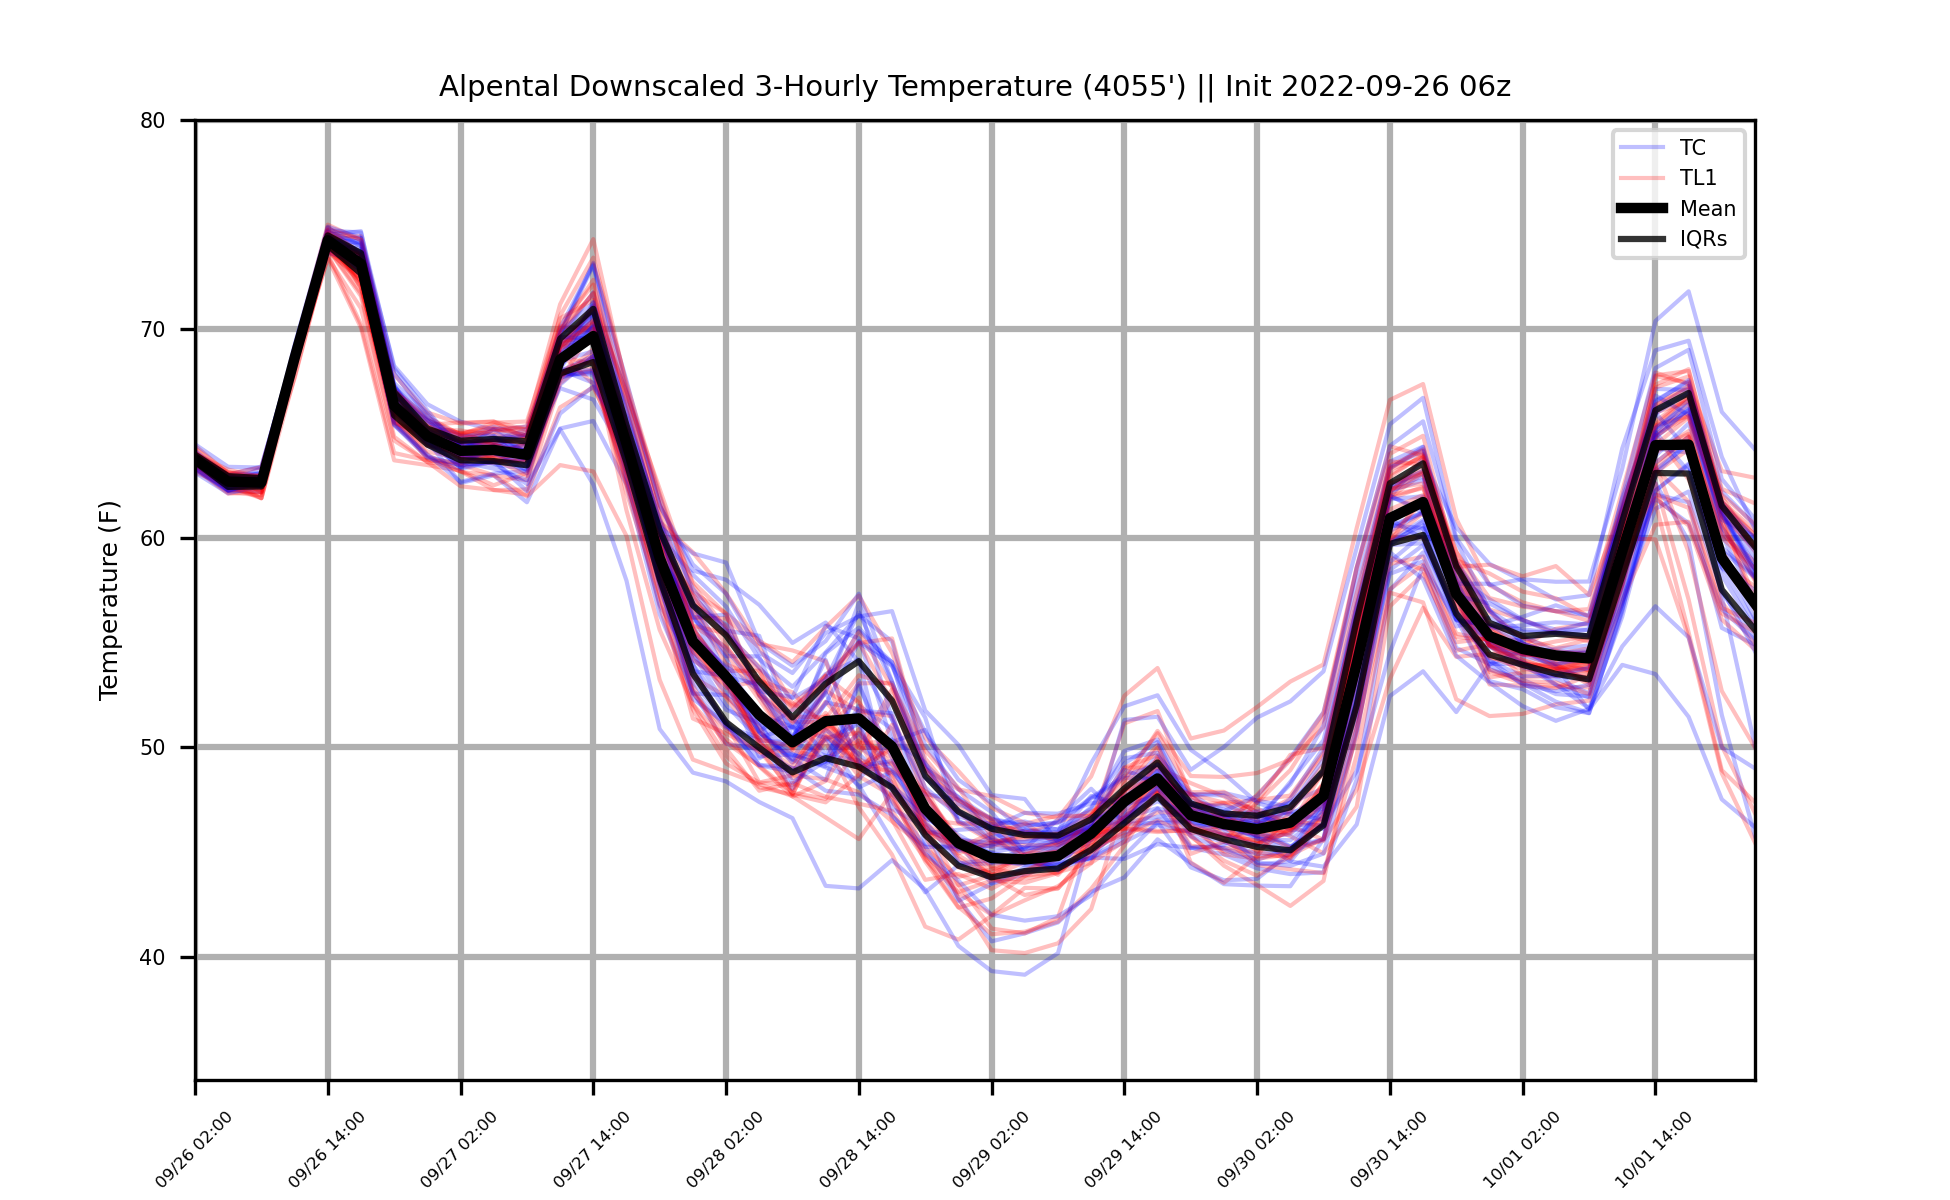 Alpental Downscaled 3-Hourly Temperature (4055') || Init 2022-09-26 06z
80
70
60
50
40
Temperature (F)
TC
TL1
Mean
IQRs
09/26 02:00
09/26 14:00
09/27 02:00
09/27 14:00
09/28 02:00
09/28 14:00
09/29 02:00
09/29 14:00
09/30 02:00
09/30 14:00
10/01 02:00
10/01 14:00